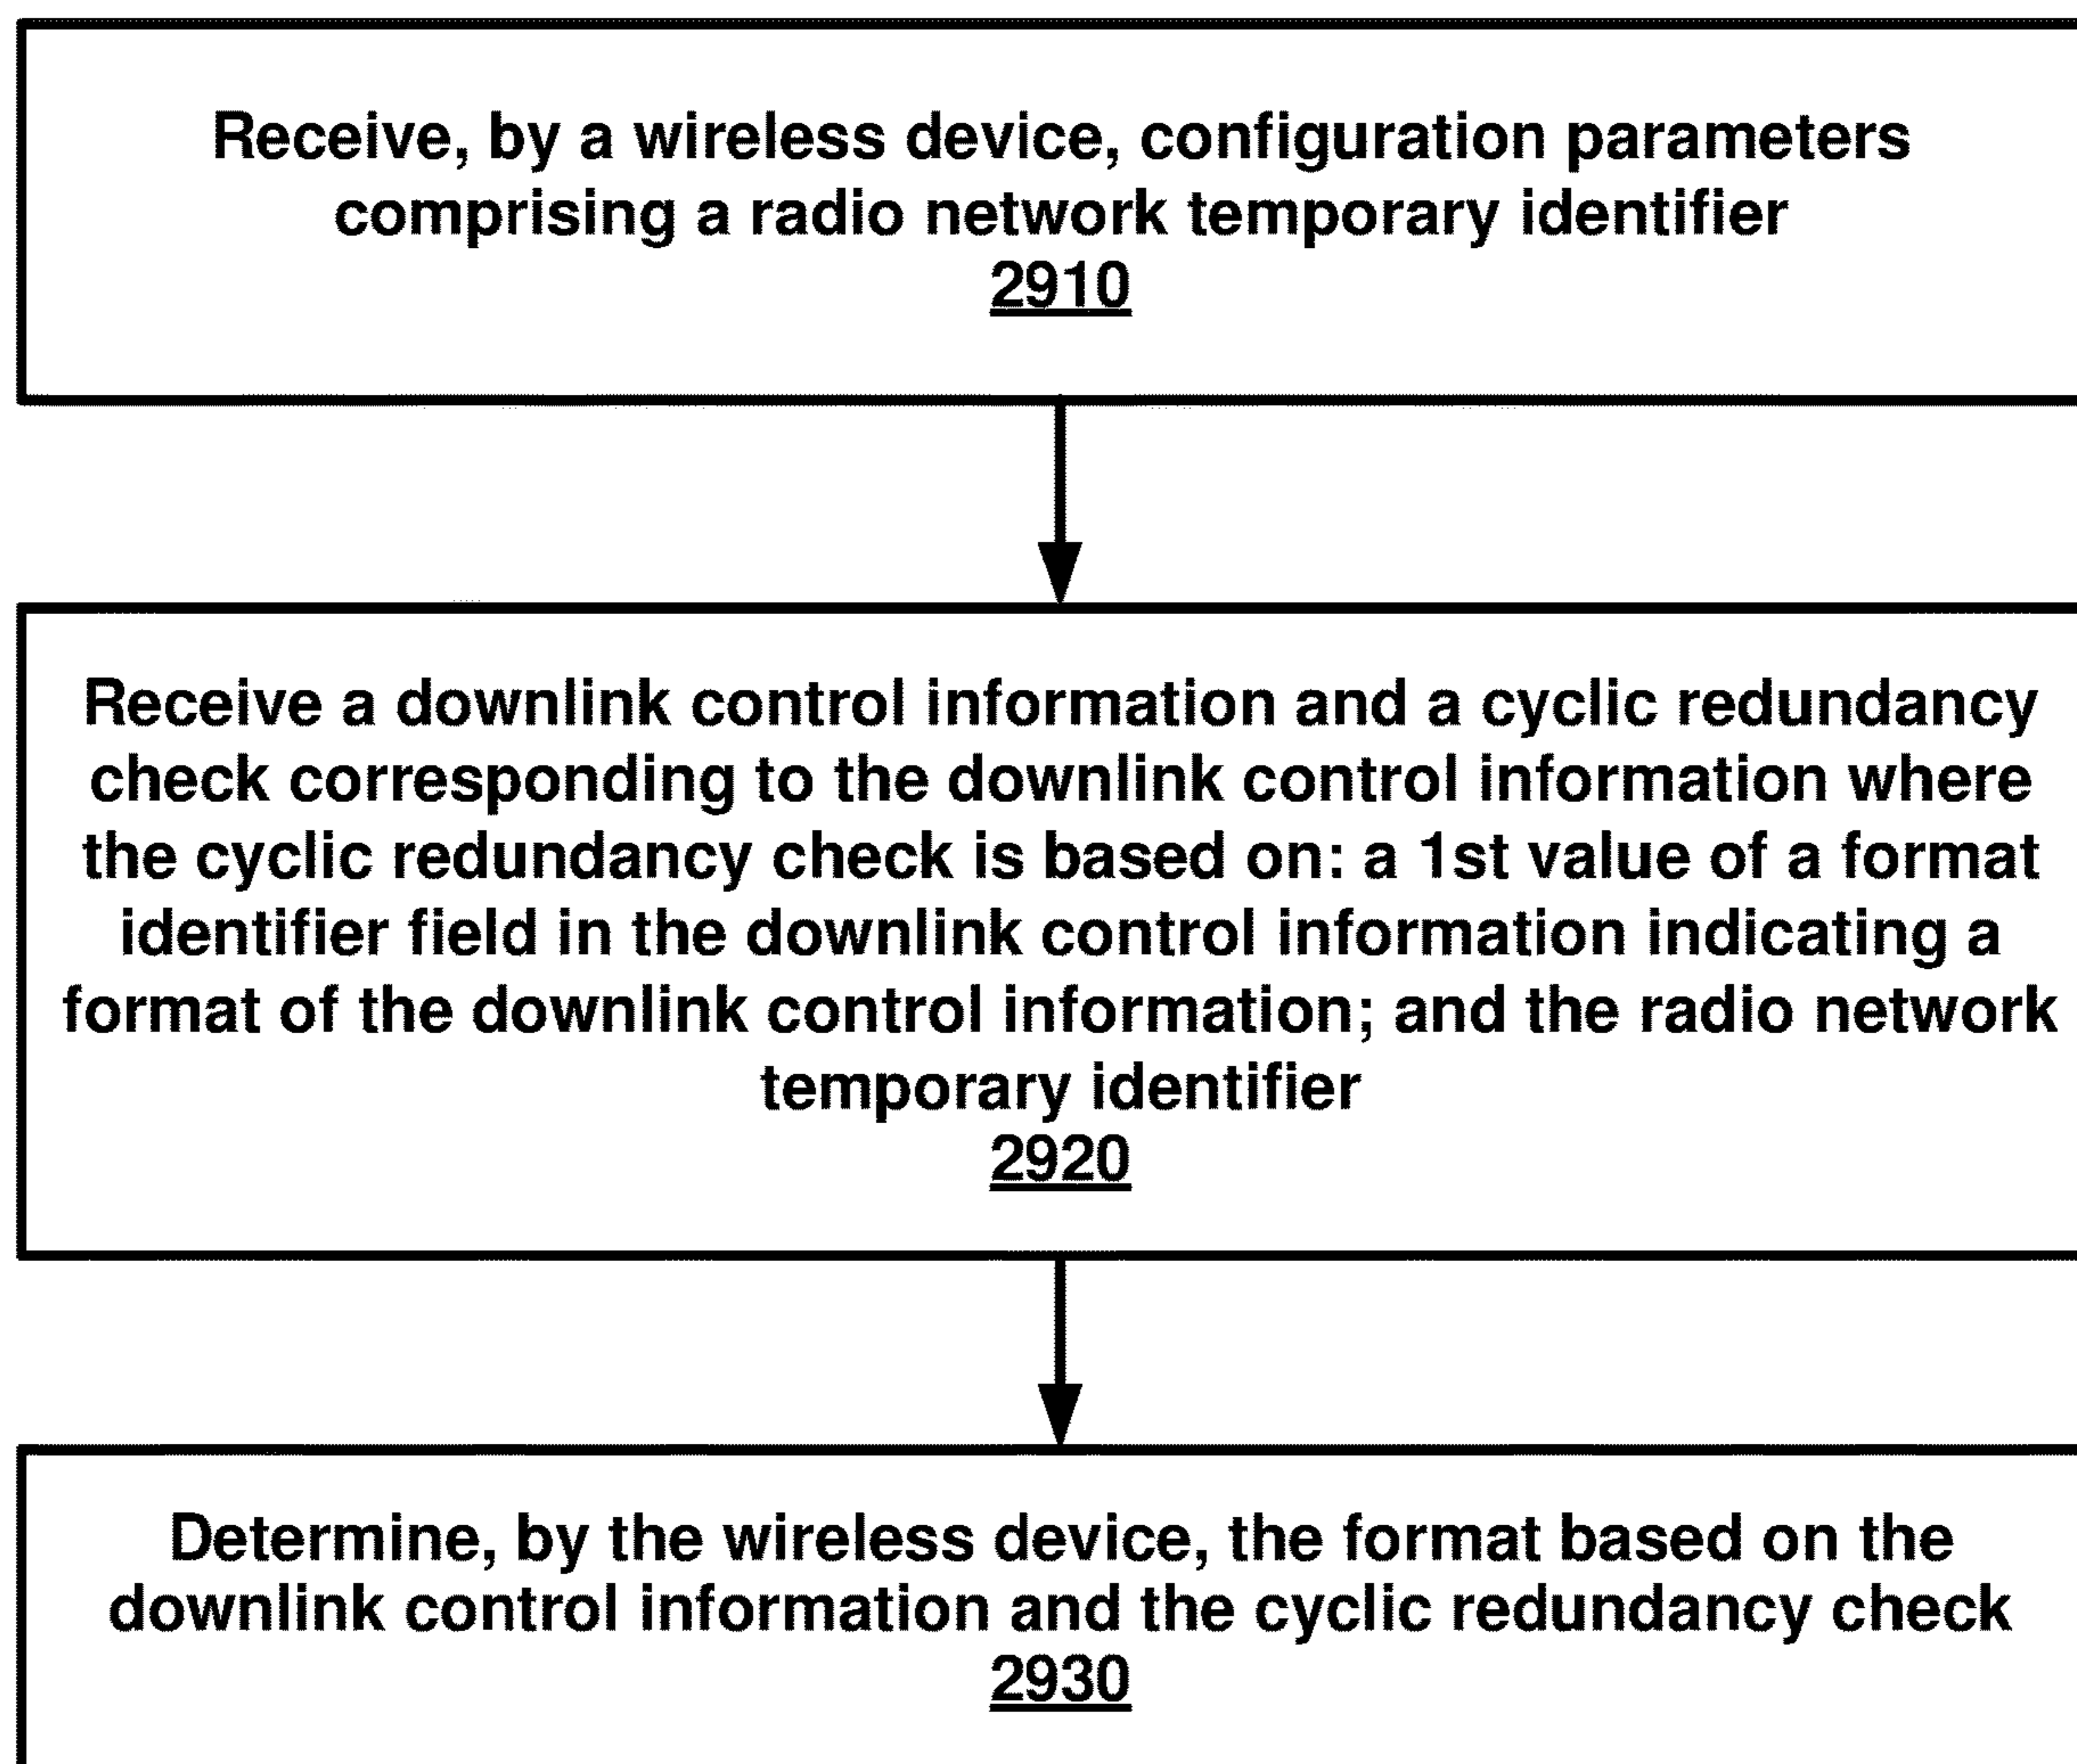 Receive, by a wireless device, configuration parameters
comprising a radio network temporary identifier
2910
Receive a downlink control information and a cyclic redundancy
check corresponding to the downlink control information where
the cyclic redundancy check is based on: a 1st value of a format
identifier field in the downlink control information indicating a
format of the downlink control information; and the radio network
temporary identifier
2920
Determine, by the wireless device, the format based on the
downlink control information and the cyclic redundancy check
2930